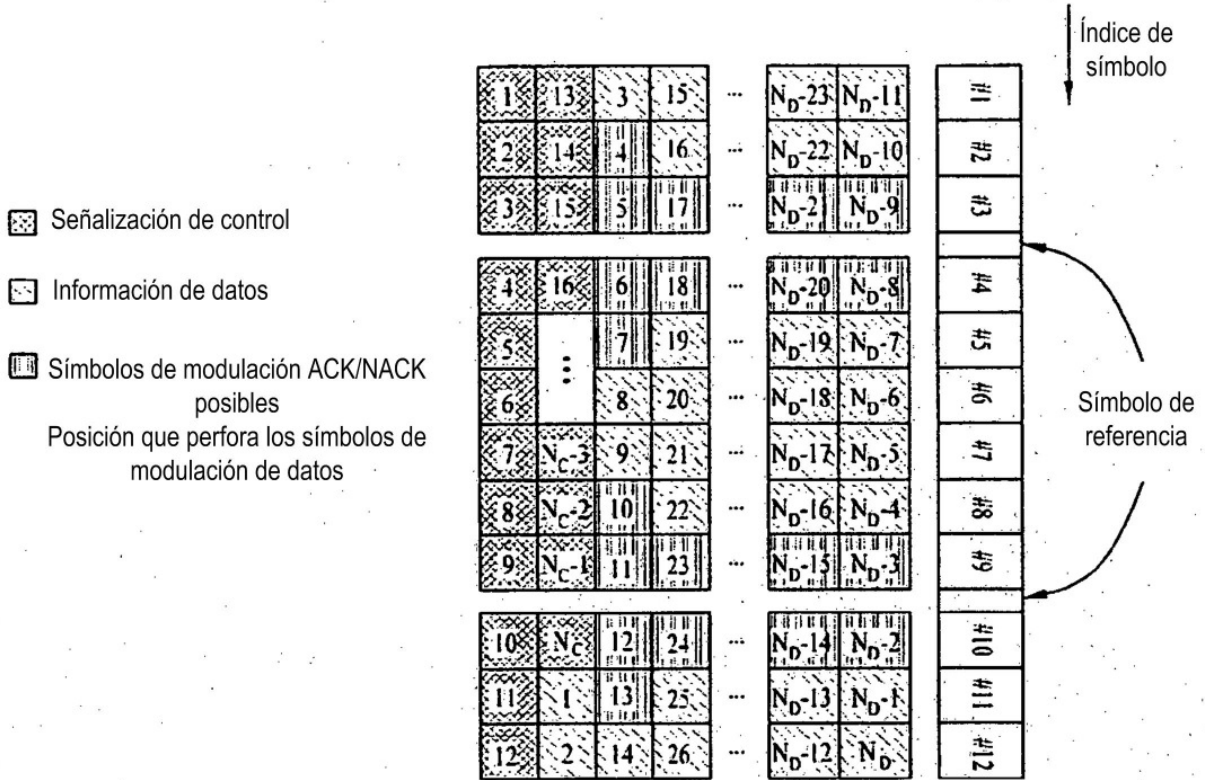 Índice de
símbolo
1 13 3 15 ... N_D-23 N_D-11 #1
2 14 4 16 ... N_D-22 N_D-10 #2
3 15 5 17 ... N_D-21 N_D-9 #3
Señalización de control
4 16 6 18 ... N_D-20 N_D-8 #4
Información de datos
5 ... 7 19 ... N_D-19 N_D-7 #5
Símbolos de modulación ACK/NACK
posibles
Posición que perfora los símbolos de
modulación de datos
6 8 20 ... N_D-18 N_D-6 #6
Símbolo de
referencia
7 N_C-3 9 21 ... N_D-17 N_D-5 #7
8 N_C-2 10 22 ... N_D-16 N_D-4 #8
9 N_C-1 11 23 ... N_D-15 N_D-3 #9
10 N_C 12 24 ... N_D-14 N_D-2 #10
11 1 13 25 ... N_D-13 N_D-1 #11
12 2 14 26 ... N_D-12 N_D #12